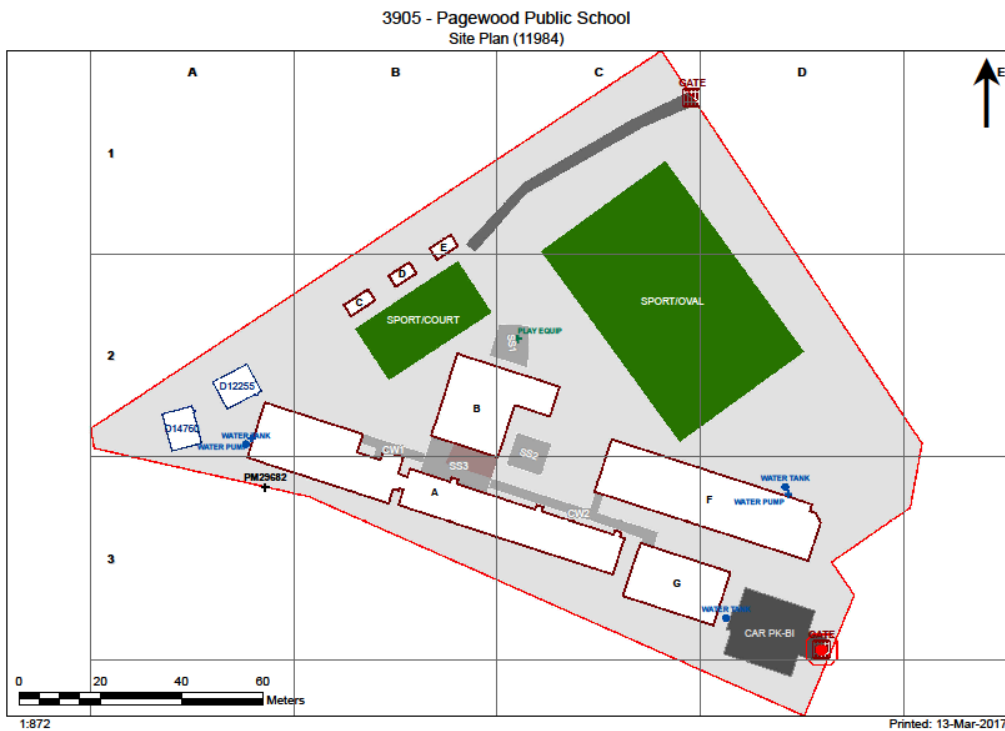 3905 - Pagewood Public School
Site Plan (11984)
A
B
C
D
E
GATE
1
E
D
C
SPORT/OVAL
SPORT/COURT
PLAY EQUIP
SS1
2
D12255
B
D14760
WATER TANK
WATER PUMP
CW1
SS2
SS3
PM29682
A
WATER TANK
WATER PUMP
F
CW2
3
G
WATER TANK
CAR PK-BI
GATE
0 20 40 60
Meters
1:872
Printed: 13-Mar-2017